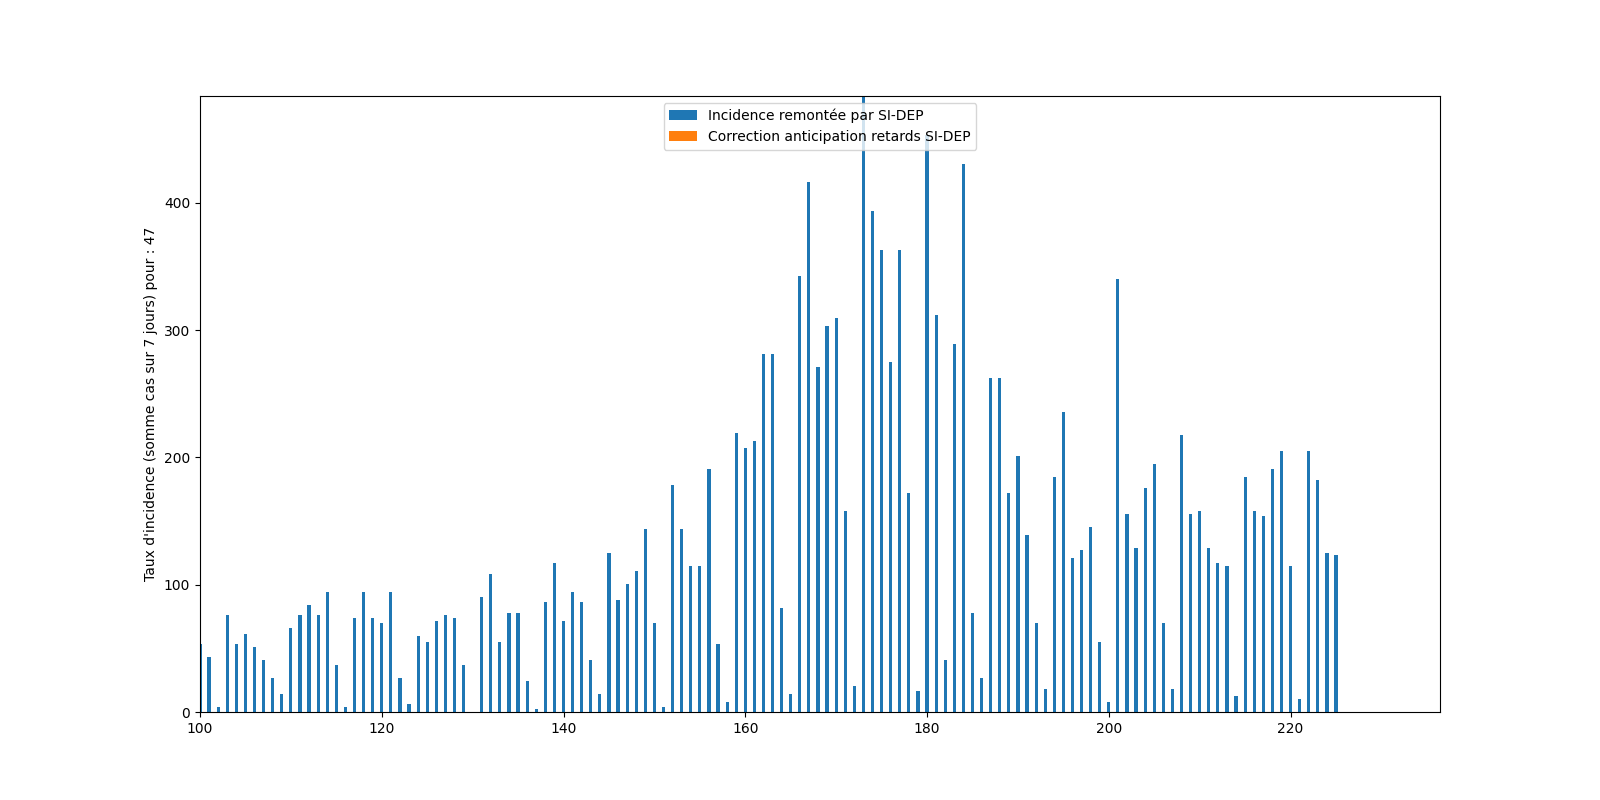 Incidence remontée par SI-DEP
Correction anticipation retards SI-DEP
Taux d'incidence (somme cas sur 7 jours) pour : 47
400
300
200
100
0
100 120 140 160 180 200 220